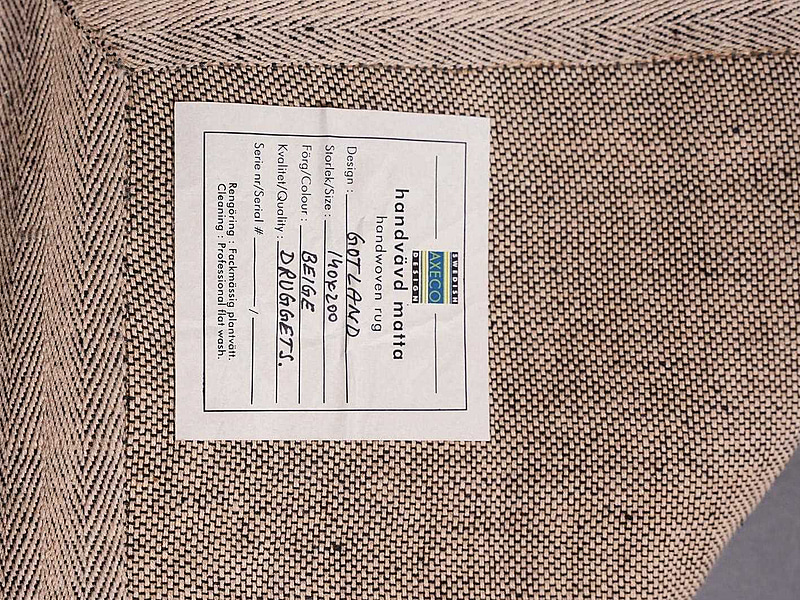 SWEDISH
AXECO
DESIGN
handvävd matta
handwoven rug
Design : GOTLAND
Storlek/Size : 140x200
Färg/Colour : BEIGE
Kvalitet/Quality : DRUGGETS.
Serie nr/Serial # /
Rengöring : Fackmässig plantvätt.
Cleaning : Professional flat wash.